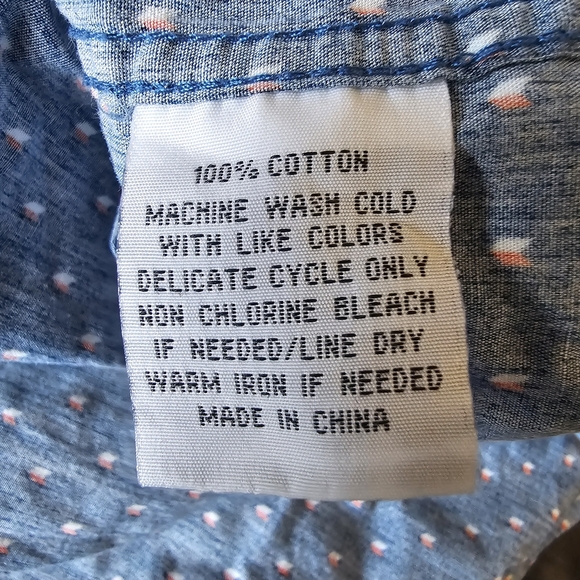 100% COTTON
MACHINE WASH COLD
WITH LIKE COLORS
DELICATE CYCLE ONLY
NON CHLORINE BLEACH
IF NEEDED/LINE DRY
WARM IRON IF NEEDED
MADE IN CHINA